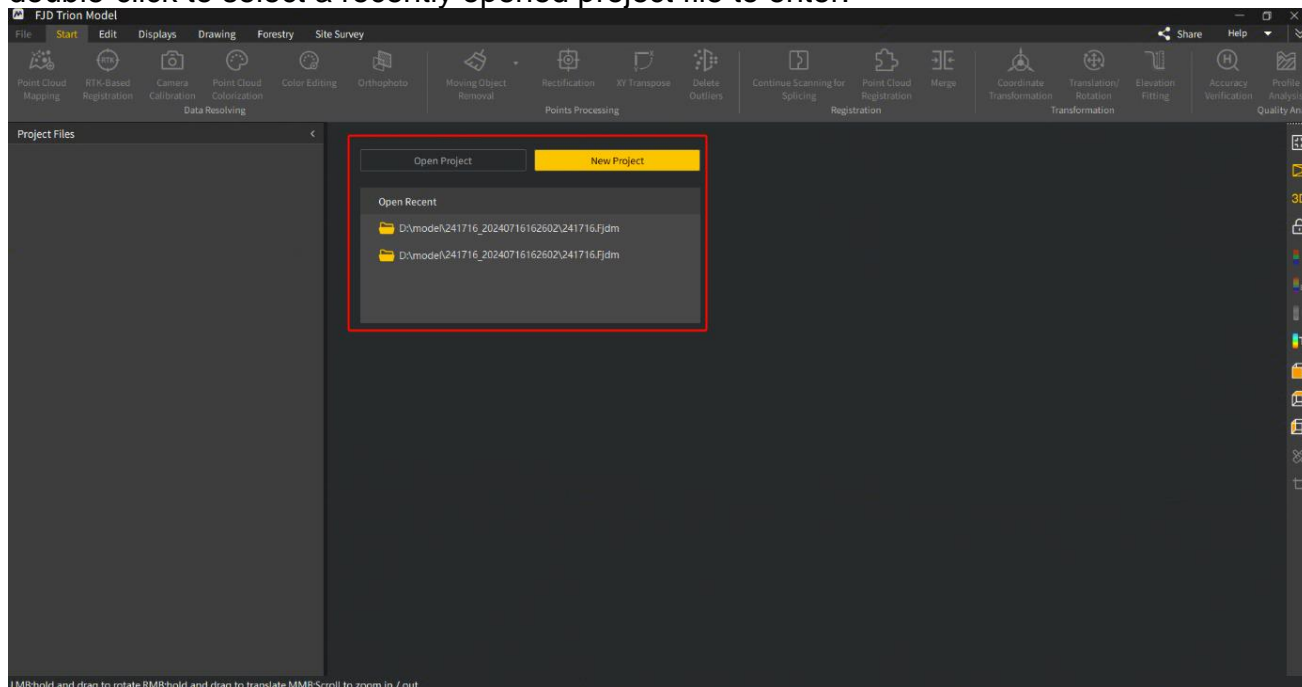 double-click to select a recently opened project file to enter.
FJD Trion Model
File Start Edit Displays Drawing Forestry Site Survey Share Help
Point Cloud Mapping
RTK-Based Registration
Camera Calibration
Point Cloud Colorization
Color Editing
Orthophoto
Moving Object Removal
Rectification
XY Transpose
Delete Outliers
Continue Scanning for Splicing
Point Cloud Registration
Merge
Coordinate Transformation
Translation/ Rotation
Elevation Fitting
Accuracy Verification
Profile Analysis
Data Resolving
Points Processing
Registration
Transformation
Quality An
Project Files
Open Project
New Project
Open Recent
D:\model\241716_20240716162602\241716.Fjdm
D:\model\241716_20240716162602\241716.Fjdm
3D
LMB:hold and drag to rotate RMB:hold and drag to translate MMB:Scroll to zoom in / out